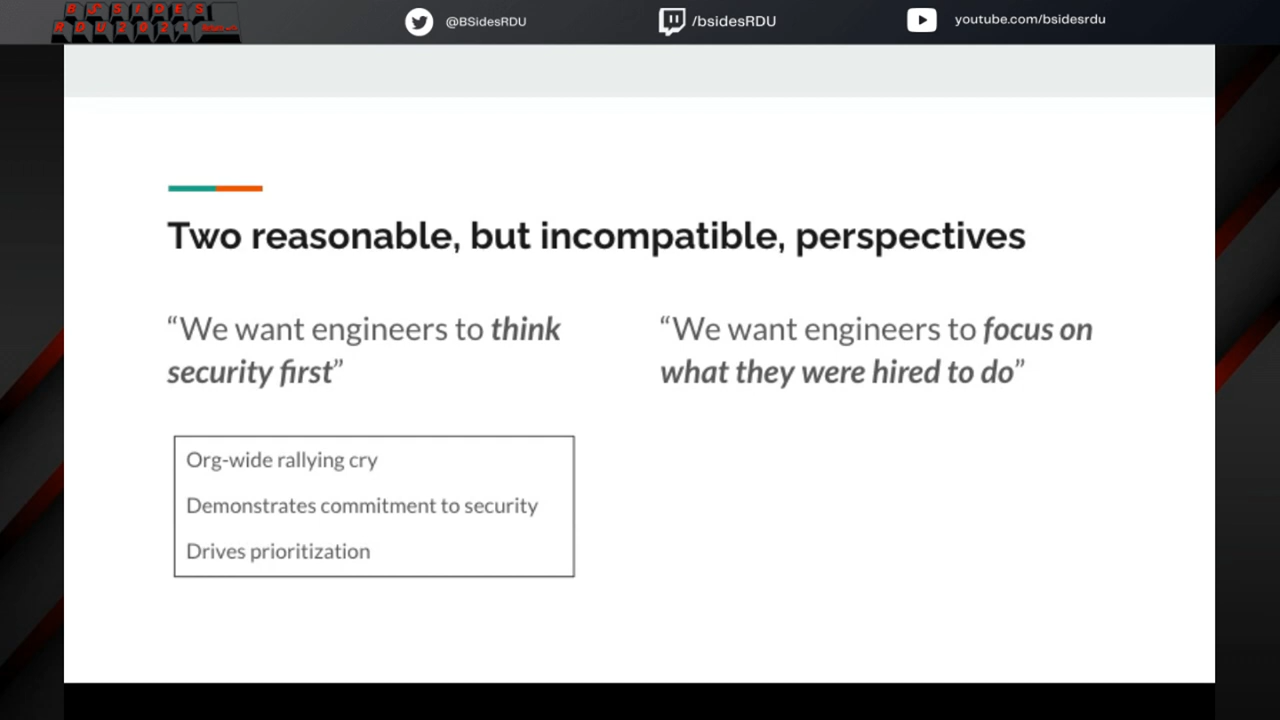 BSIDES
RDU2021
@BSidesRDU
/bsidesRDU
youtube.com/bsidesrdu
Two reasonable, but incompatible, perspectives
“We want engineers to think
security first”
“We want engineers to focus on
what they were hired to do”
Org-wide rallying cry
Demonstrates commitment to security
Drives prioritization